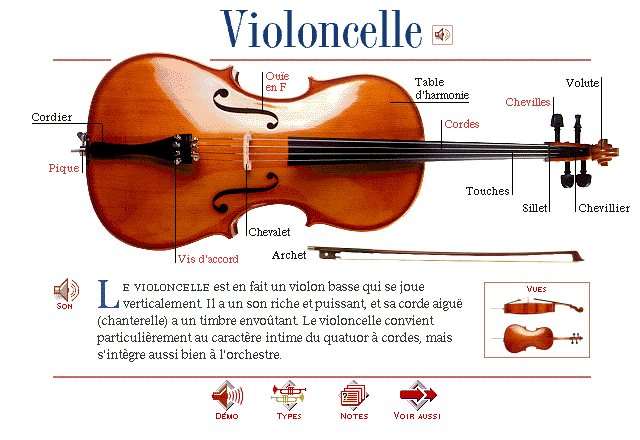 Violoncelle
Ouïe
en F
Table
d'harmonie
Volute
Chevilles
Cordier
Cordes
Pique
Touches
Sillet
Chevillier
Chevalet
Vis d'accord
Archet
SON
LE VIOLONCELLE est en fait un violon basse qui se joue
verticalement. Il a un son riche et puissant, et sa corde aiguë
(chanterelle) a un timbre envoûtant. Le violoncelle convient
particulièrement au caractère intime du quatuor à cordes, mais
s'intègre aussi bien à l'orchestre.
VUES
DÉMO
TYPES
NOTES
VOIR AUSSI